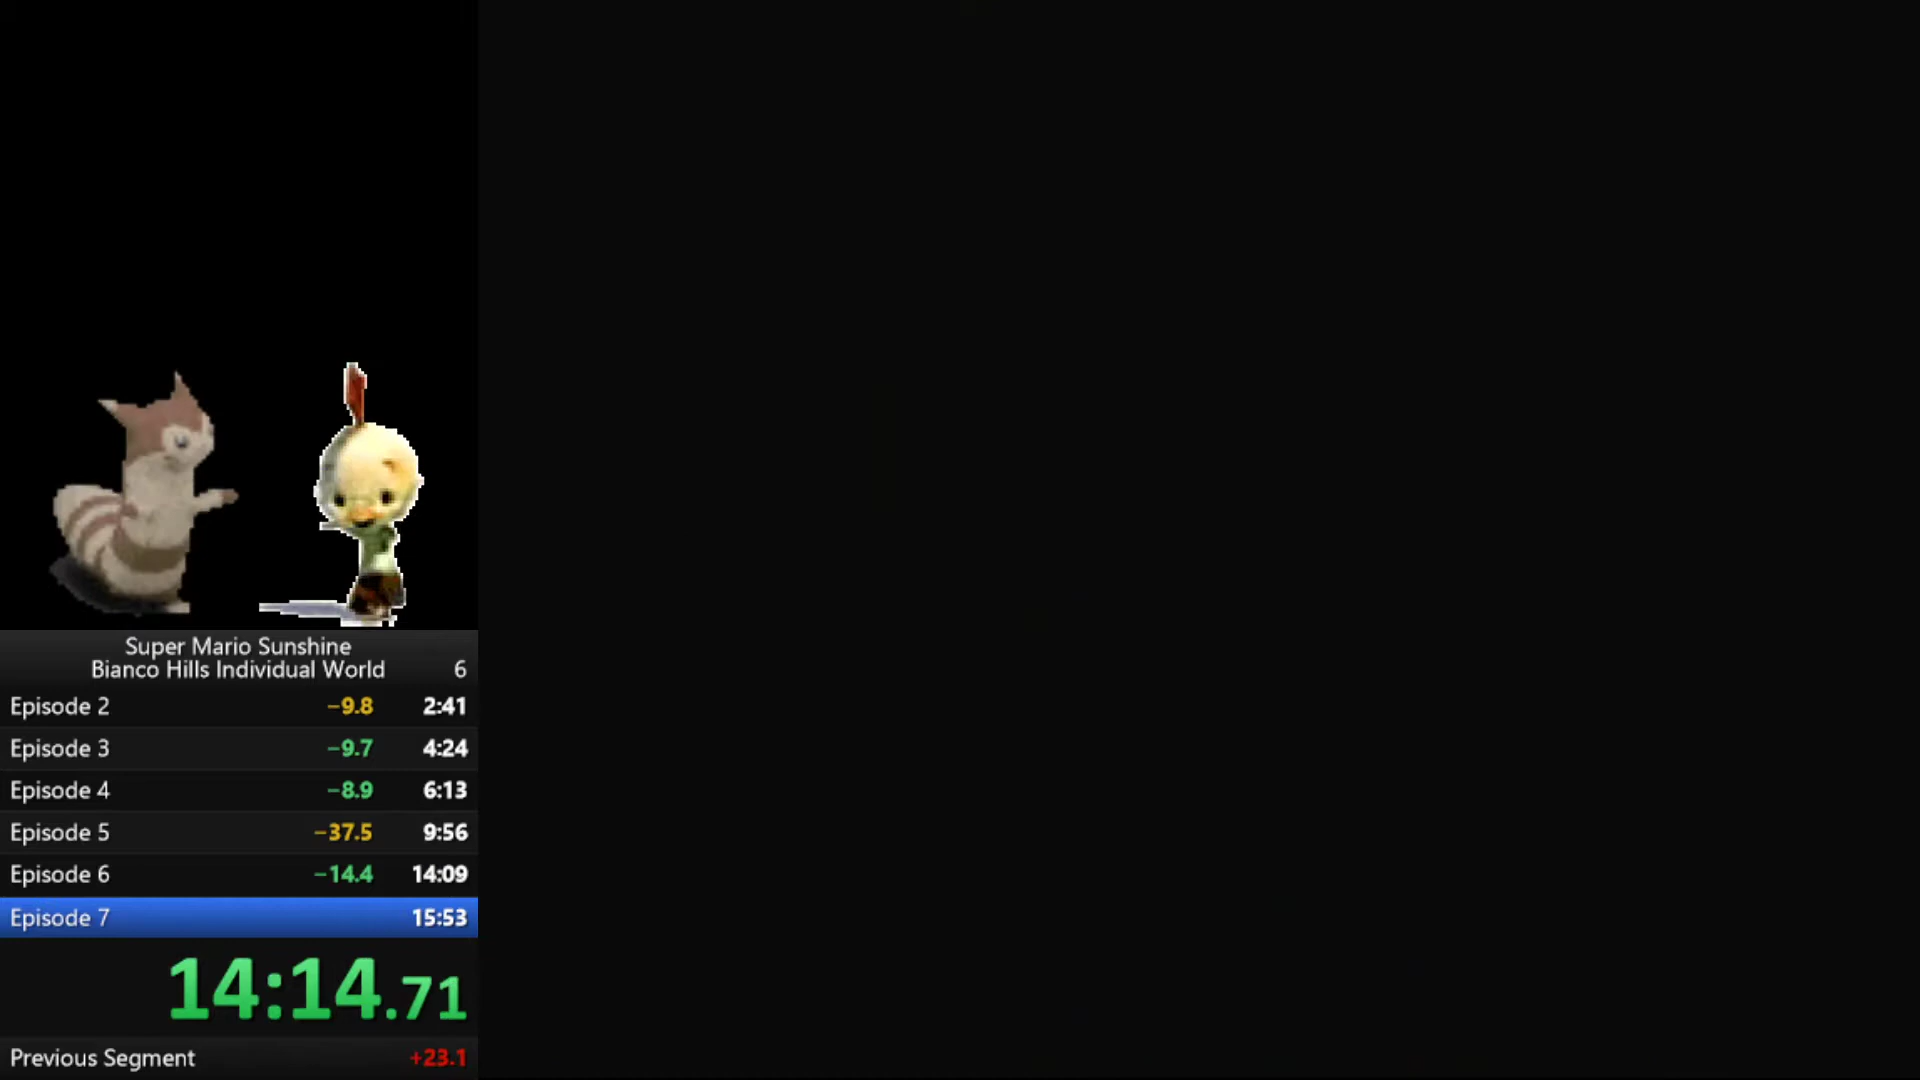 Super Mario Sunshine
Bianco Hills Individual World 6
Episode 2 −9.8 2:41
Episode 3 −9.7 4:24
Episode 4 −8.9 6:13
Episode 5 −37.5 9:56
Episode 6 −14.4 14:09
Episode 7 15:53
14:14.71
Previous Segment +23.1